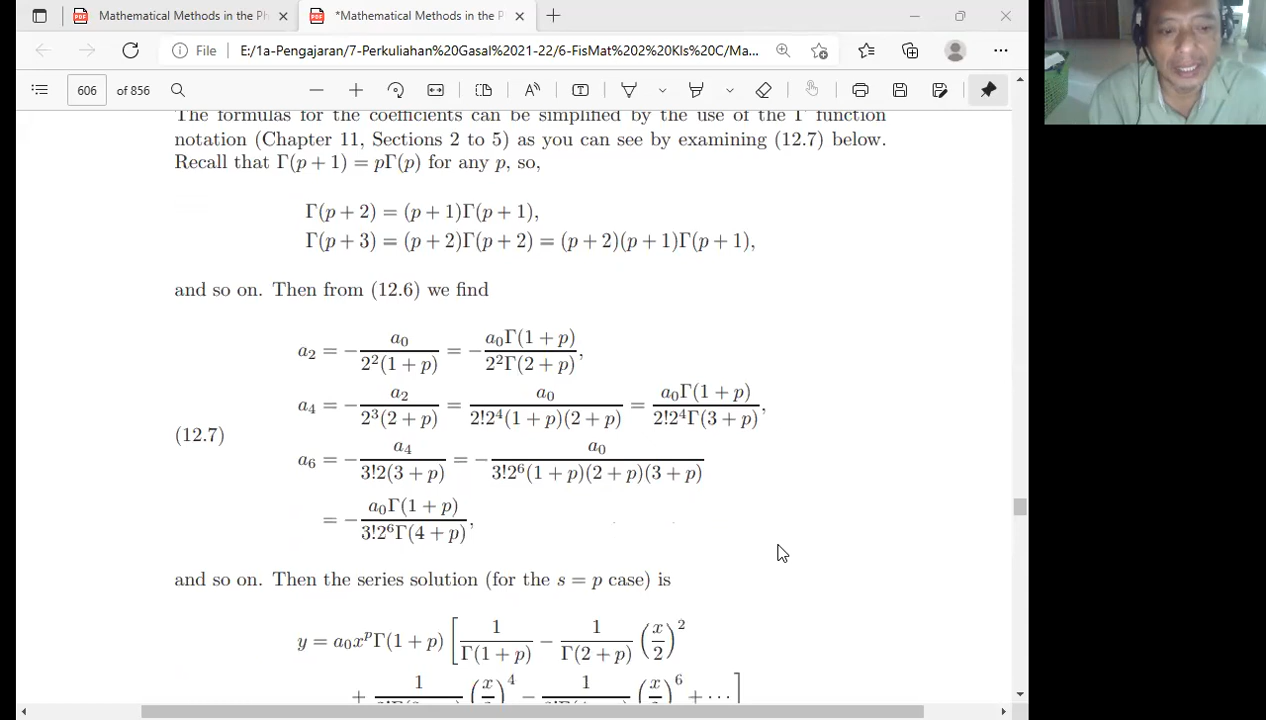 Mathematical Methods in the Ph
*Mathematical Methods in the P
File
E:/1a-Pengajaran/7-Perkuliahan%20Gasal%2021-22/6-FisMat%202%20Kls%20C/Ma...
606 of 856
The formulas for the coefficients can be simplified by the use of the Γ function
notation (Chapter 11, Sections 2 to 5) as you can see by examining (12.7) below.
Recall that Γ(p + 1) = pΓ(p) for any p, so,
Γ(p + 2) = (p + 1)Γ(p + 1),
Γ(p + 3) = (p + 2)Γ(p + 2) = (p + 2)(p + 1)Γ(p + 1),
and so on. Then from (12.6) we find
a₂ = − a₀ / 2²(1 + p) = − a₀Γ(1 + p) / 2²Γ(2 + p),
a₄ = − a₂ / 2³(2 + p) = a₀ / 2!2⁴(1 + p)(2 + p) = a₀Γ(1 + p) / 2!2⁴Γ(3 + p),
(12.7)
a₆ = − a₄ / 3!2(3 + p) = − a₀ / 3!2⁶(1 + p)(2 + p)(3 + p)
= − a₀Γ(1 + p) / 3!2⁶Γ(4 + p),
and so on. Then the series solution (for the s = p case) is
y = a₀xᵖΓ(1 + p) [ 1 / Γ(1 + p) − 1 / Γ(2 + p) (x/2)²